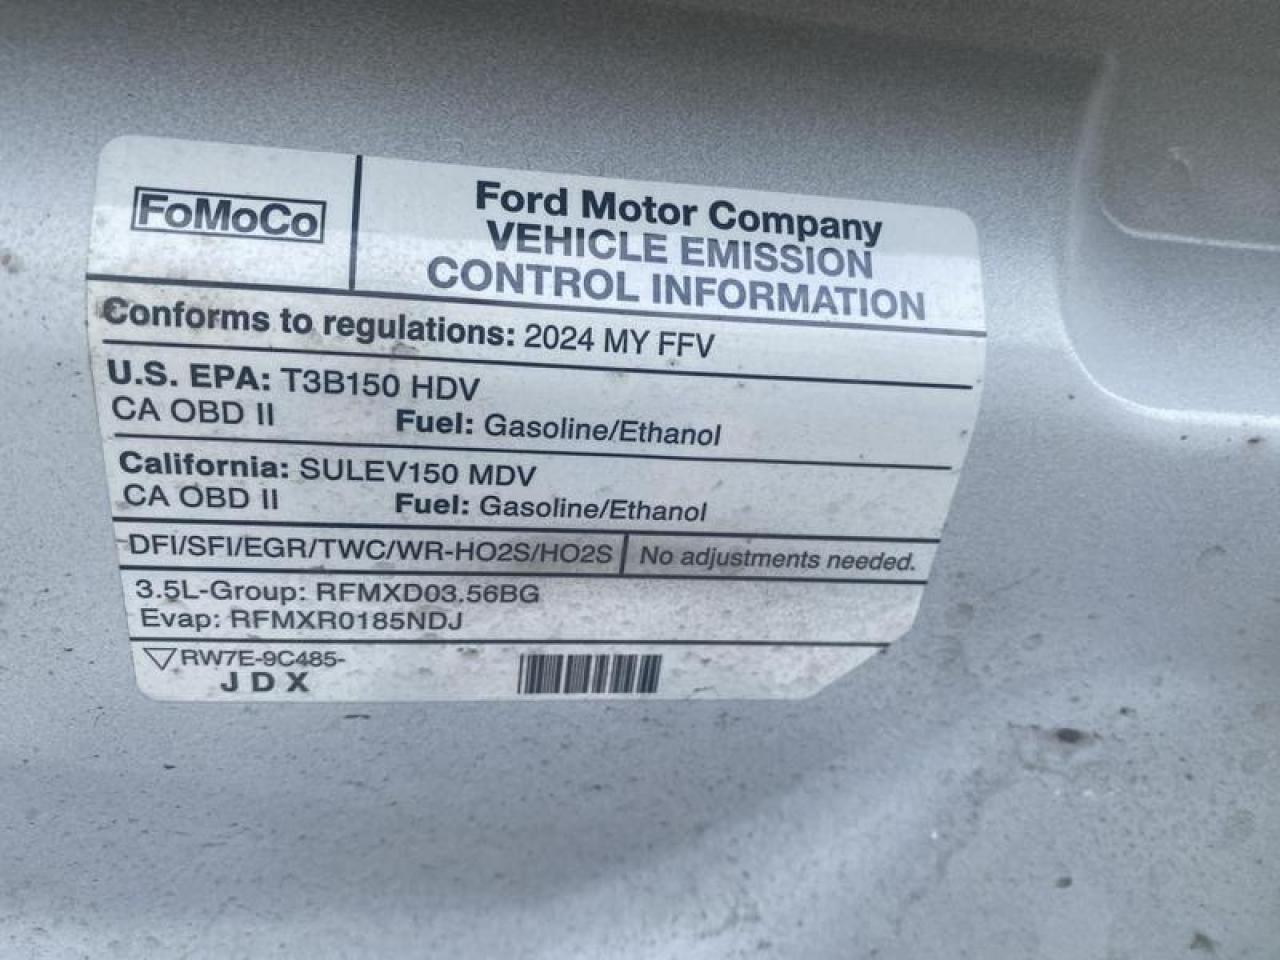 FoMoCo
Ford Motor Company
VEHICLE EMISSION
CONTROL INFORMATION
Conforms to regulations: 2024 MY FFV
U.S. EPA: T3B150 HDV
CA OBD II Fuel: Gasoline/Ethanol
California: SULEV150 MDV
CA OBD II Fuel: Gasoline/Ethanol
DFI/SFI/EGR/TWC/WR-HO2S/HO2S No adjustments needed.
3.5L-Group: RFMXD03.56BG
Evap: RFMXR0185NDJ
RW7E-9C485-
J D X